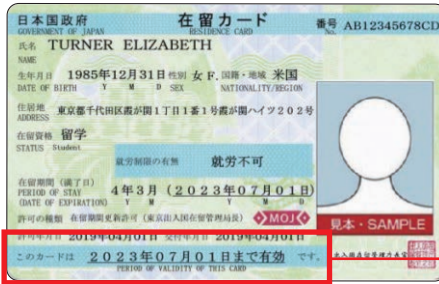 日本国政府 在留カード 番号 AB12345678CD
GOVERNMENT OF JAPAN RESIDENCE CARD No.
氏名 TURNER ELIZABETH
NAME
生年月日 1985年12月31日 性別 女 F. 国籍・地域 米国
DATE OF BIRTH Y M D SEX NATIONALITY/REGION
住居地 東京都千代田区霞が関1丁目1番1号霞が関ハイツ202号
ADDRESS
在留資格 留学
STATUS Student
就労制限の有無 就労不可
在留期間(満了日) 4年3月(2023年07月01日)
PERIOD OF STAY
(DATE OF EXPIRATION) Y M Y M D
許可の種類 在留期間更新許可(東京出入国在留管理局長) MOJ
見本・SAMPLE
許可年月日 2019年04月01日 交付年月日 2019年04月01日
このカードは 2023年07月01日まで有効 です。
PERIOD OF VALIDITY OF THIS CARD